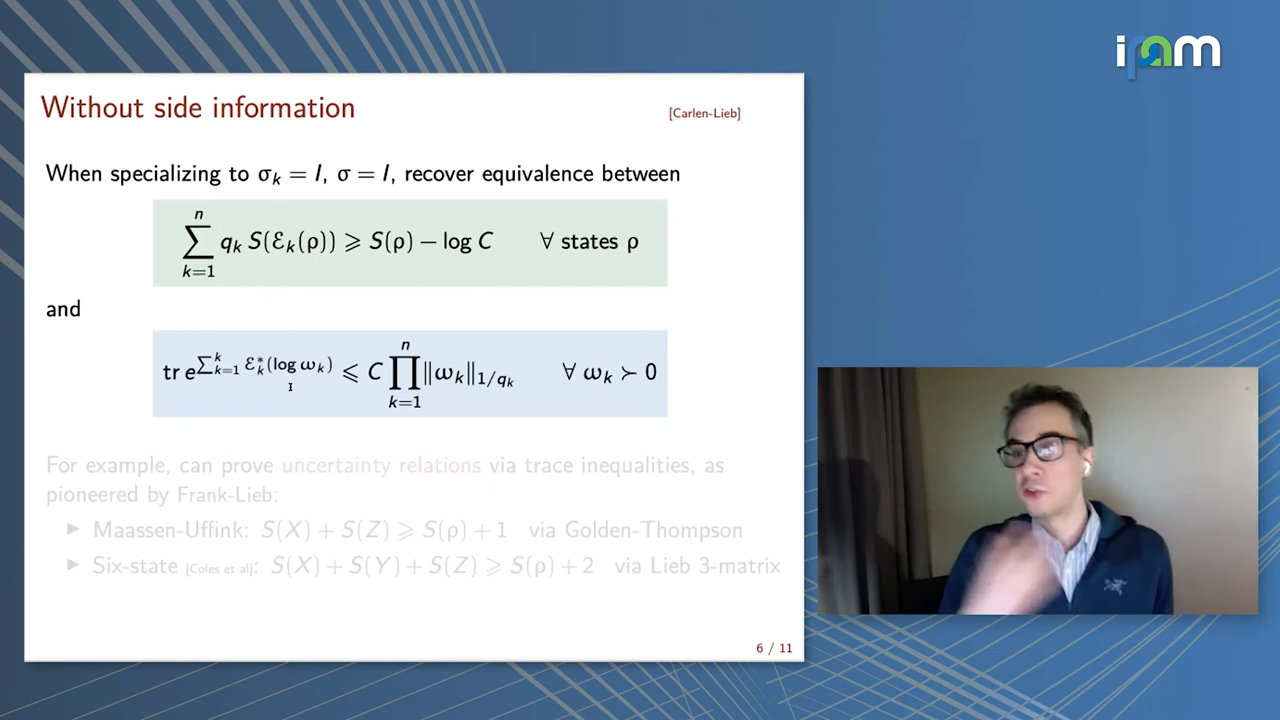 ipam
Without side information
[Carlen-Lieb]
When specializing to σₖ = I, σ = I, recover equivalence between
∑ₖ₌₁ⁿ qₖ S(ℰₖ(ρ)) ⩾ S(ρ) − log C ∀ states ρ
and
tr e^{∑ₖ₌₁ᵏ ℰₖ*(log ωₖ)} ⩽ C ∏ₖ₌₁ⁿ ‖ωₖ‖_{1/qₖ} ∀ ωₖ ≻ 0
For example, can prove uncertanty relations via trace inequalities, as
pioneered by Frank-Lieb:
▶ Maassen-Uffink: S(X) + S(Z) ⩾ S(ρ) + 1 via Golden-Thompson
▶ Six-state [Coles et al]: S(X) + S(Y) + S(Z) ⩾ S(ρ) + 2 via Lieb 3-matrix
6 / 11